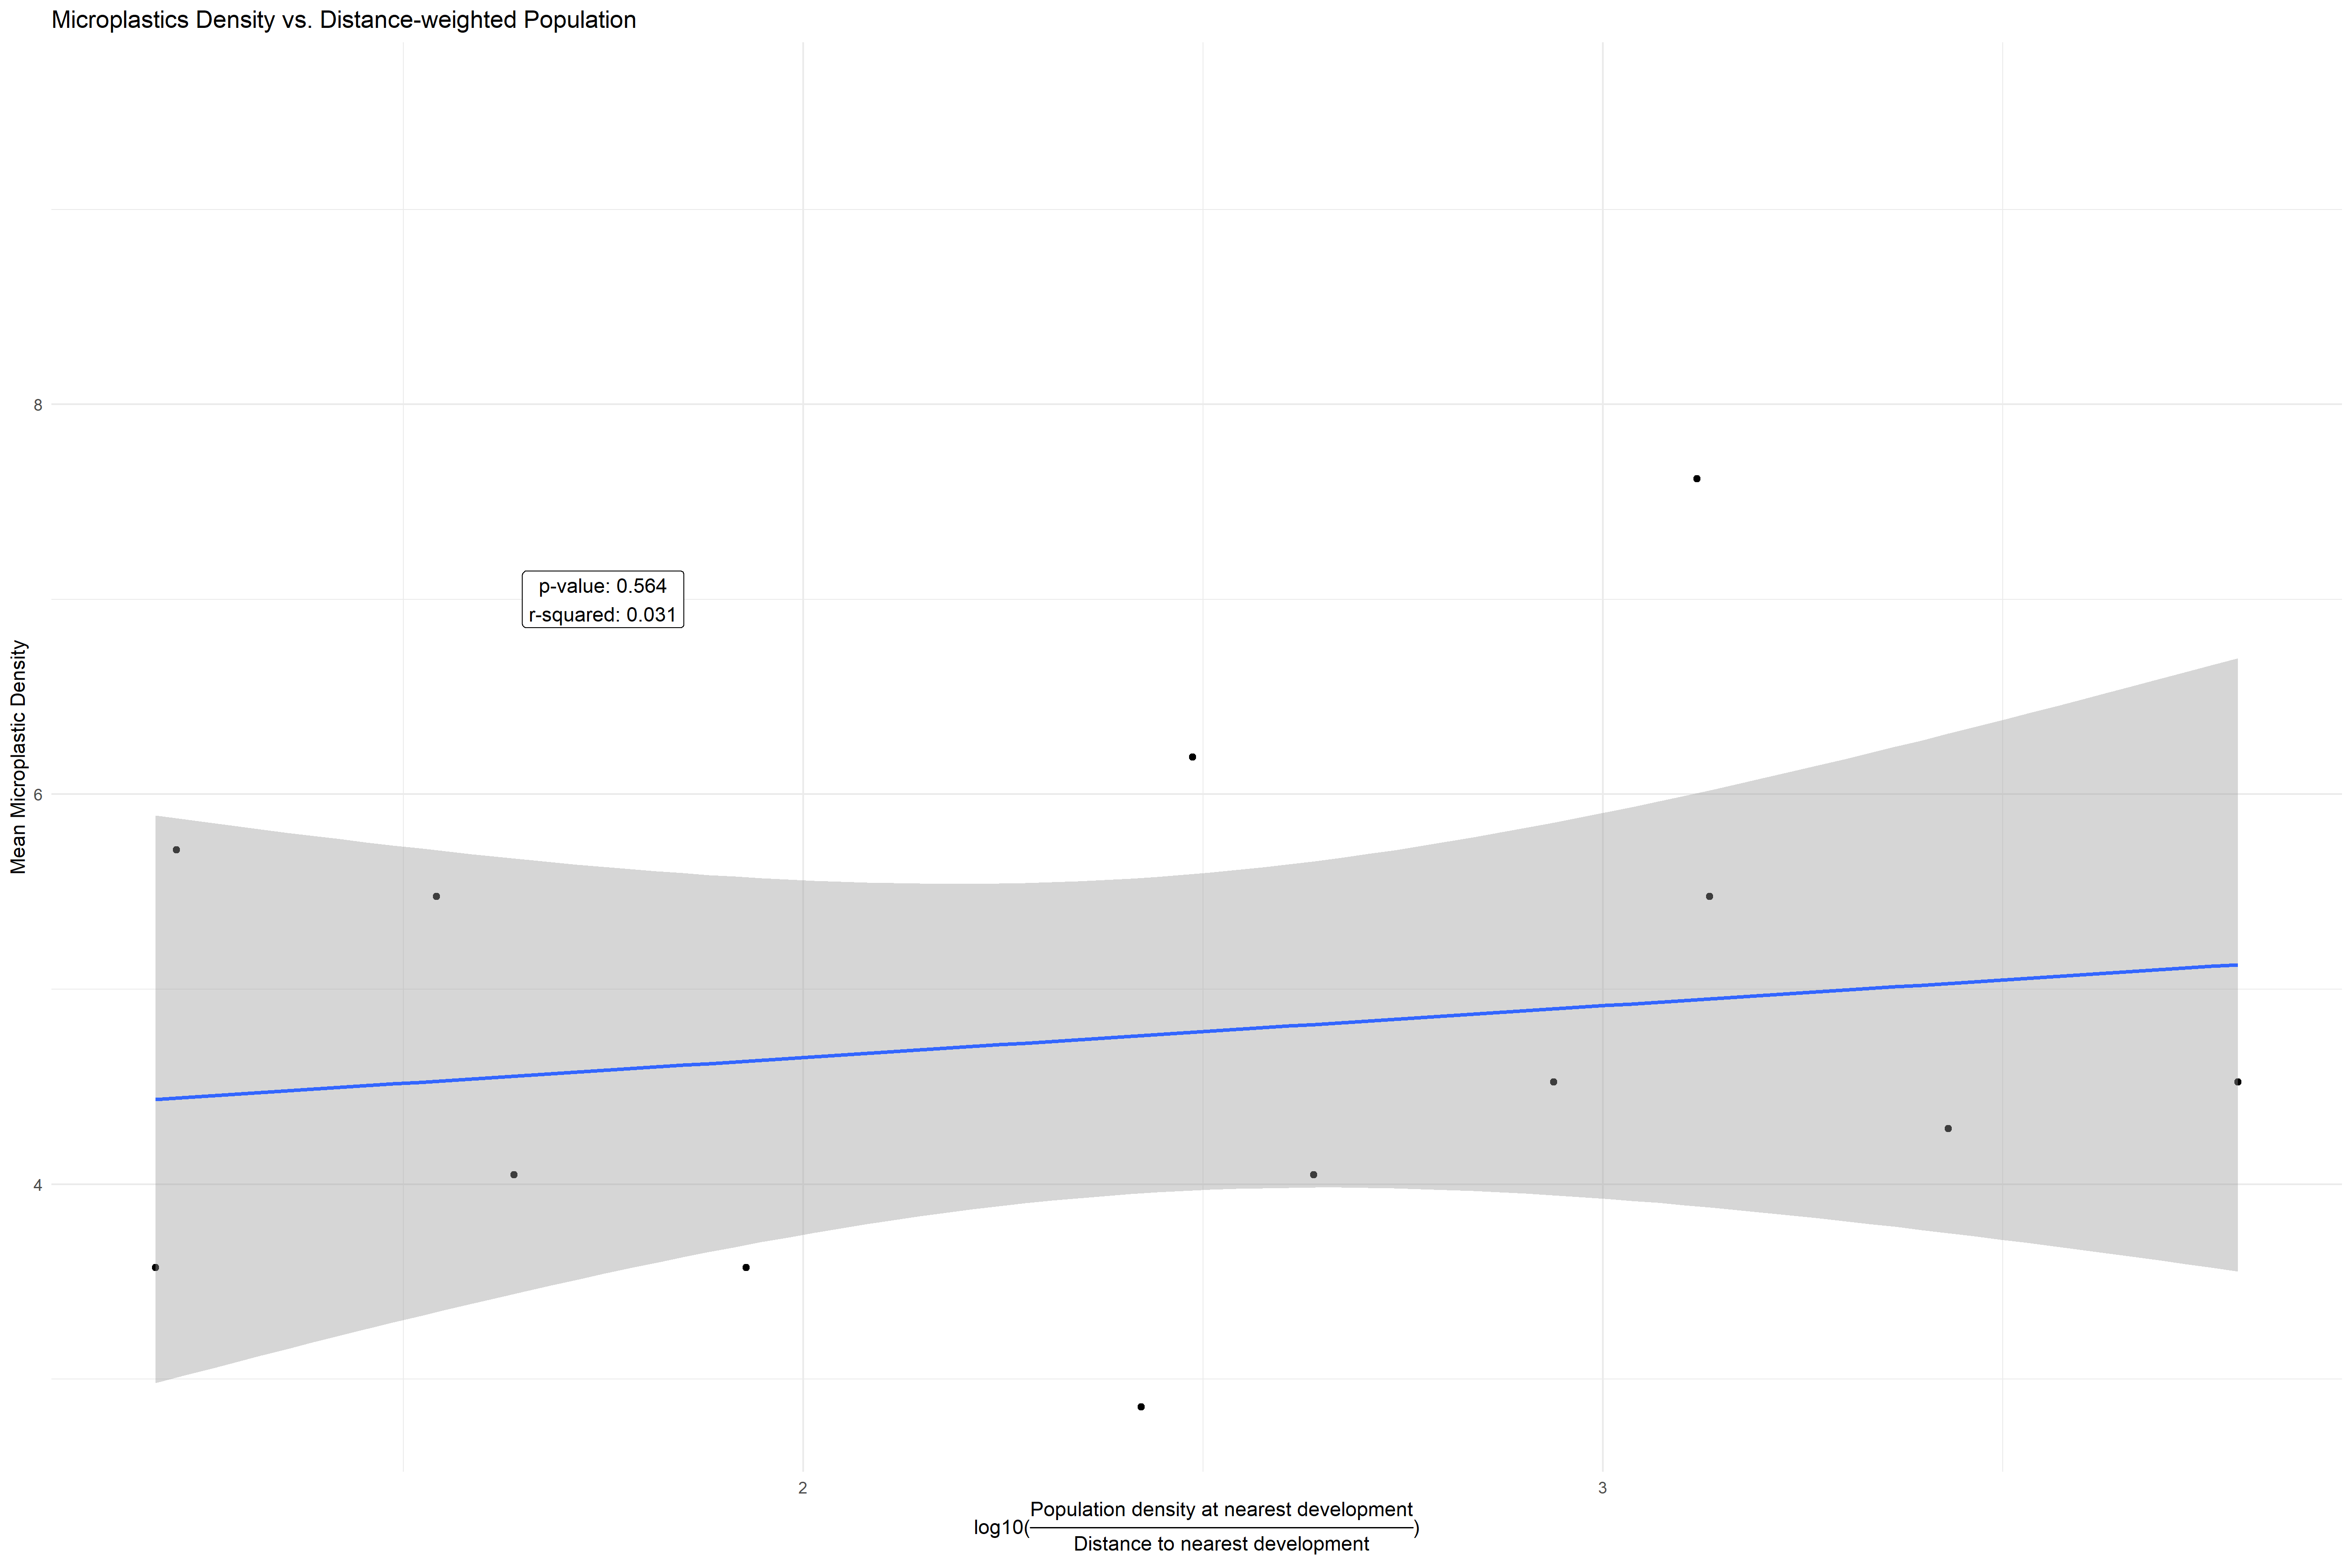 Microplastics Density vs. Distance-weighted Population
8
p-value: 0.564
r-squared: 0.031
Mean Microplastic Density
6
4
2
3
Population density at nearest development
log10( )
Distance to nearest development